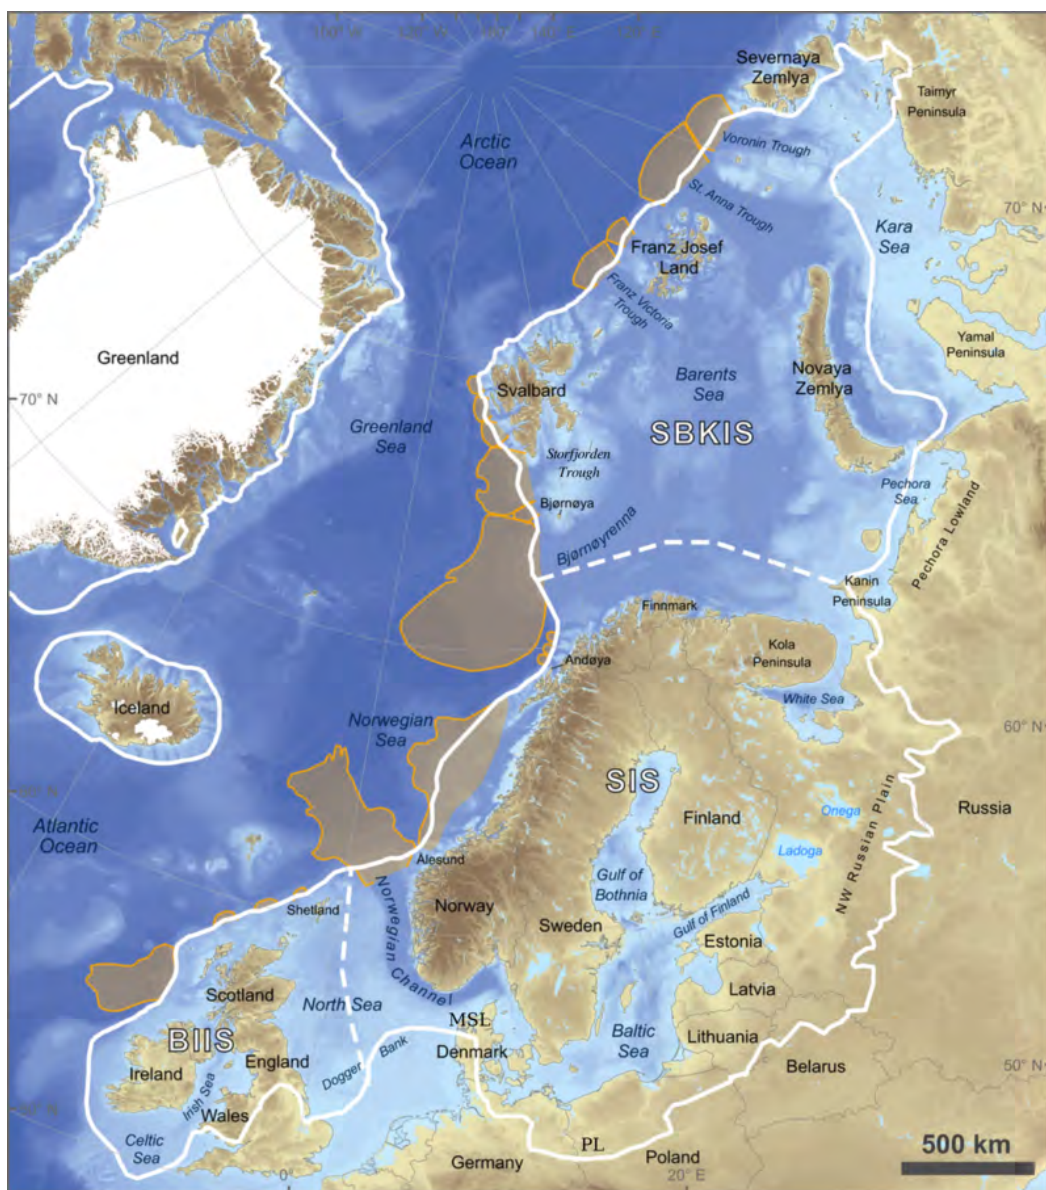 Severnaya
Zemlya
Taimyr
Peninsula
Arctic
Ocean
Voronin Trough
St. Anna Trough
70° N
Kara
Sea
Franz Josef
Land
Franz Victoria
Trough
Yamal
Peninsula
Greenland
Novaya
Zemlya
Barents
Sea
Svalbard
70° N
Greenland
Sea
SBKIS
Storfjorden
Trough
Pechora
Sea
Bjørnøya
Bjørnøyrenna
Pechora Lowland
Kanin
Peninsula
Finnmark
Kola
Peninsula
Andøya
White Sea
Iceland
Norwegian
Sea
60° N
SIS
NW Russian Plain
Russia
Onega
Finland
Atlantic
Ocean
Ladoga
Ålesund
Gulf of
Bothnia
Norwegian Channel
Norway
Shetland
Gulf of Finland
Sweden
Estonia
Scotland
North Sea
Latvia
MSL
BIIS
Baltic
Sea
Lithuania
Denmark
Dogger Bank
England
Ireland
Irish Sea
Belarus
50° N
Wales
Celtic
Sea
PL
Germany
Poland
500 km
0°
20° E